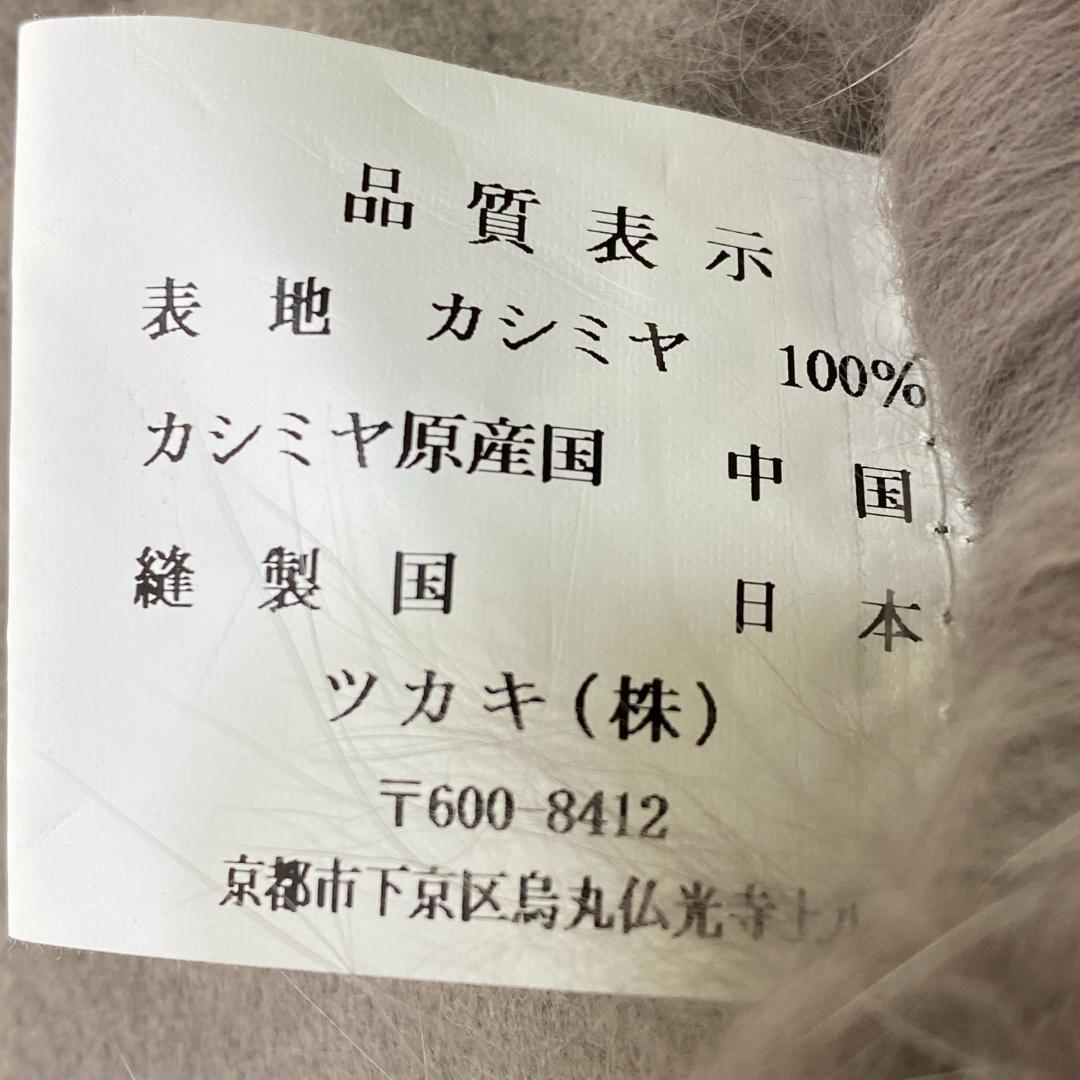 品質表示
表地 カシミヤ 100%
カシミヤ原産国 中国
縫製国 日本
ツカキ(株)
〒600-8412
京都市下京区烏丸仏光寺上ル